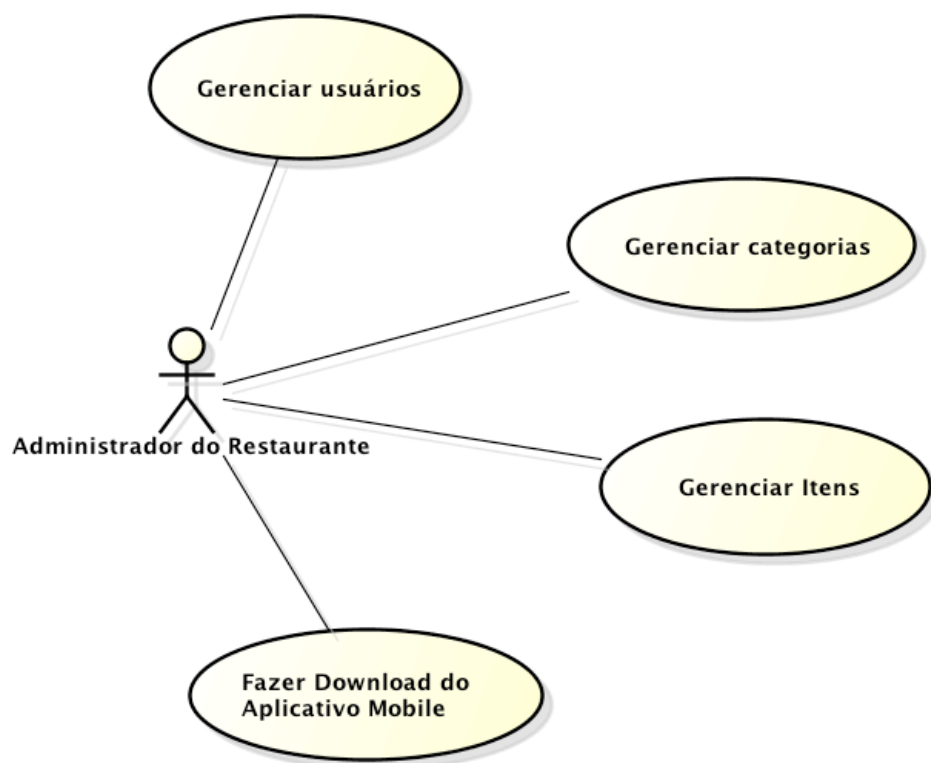 Gerenciar usuários
Gerenciar categorias
Administrador do Restaurante
Gerenciar Itens
Fazer Download do
Aplicativo Mobile